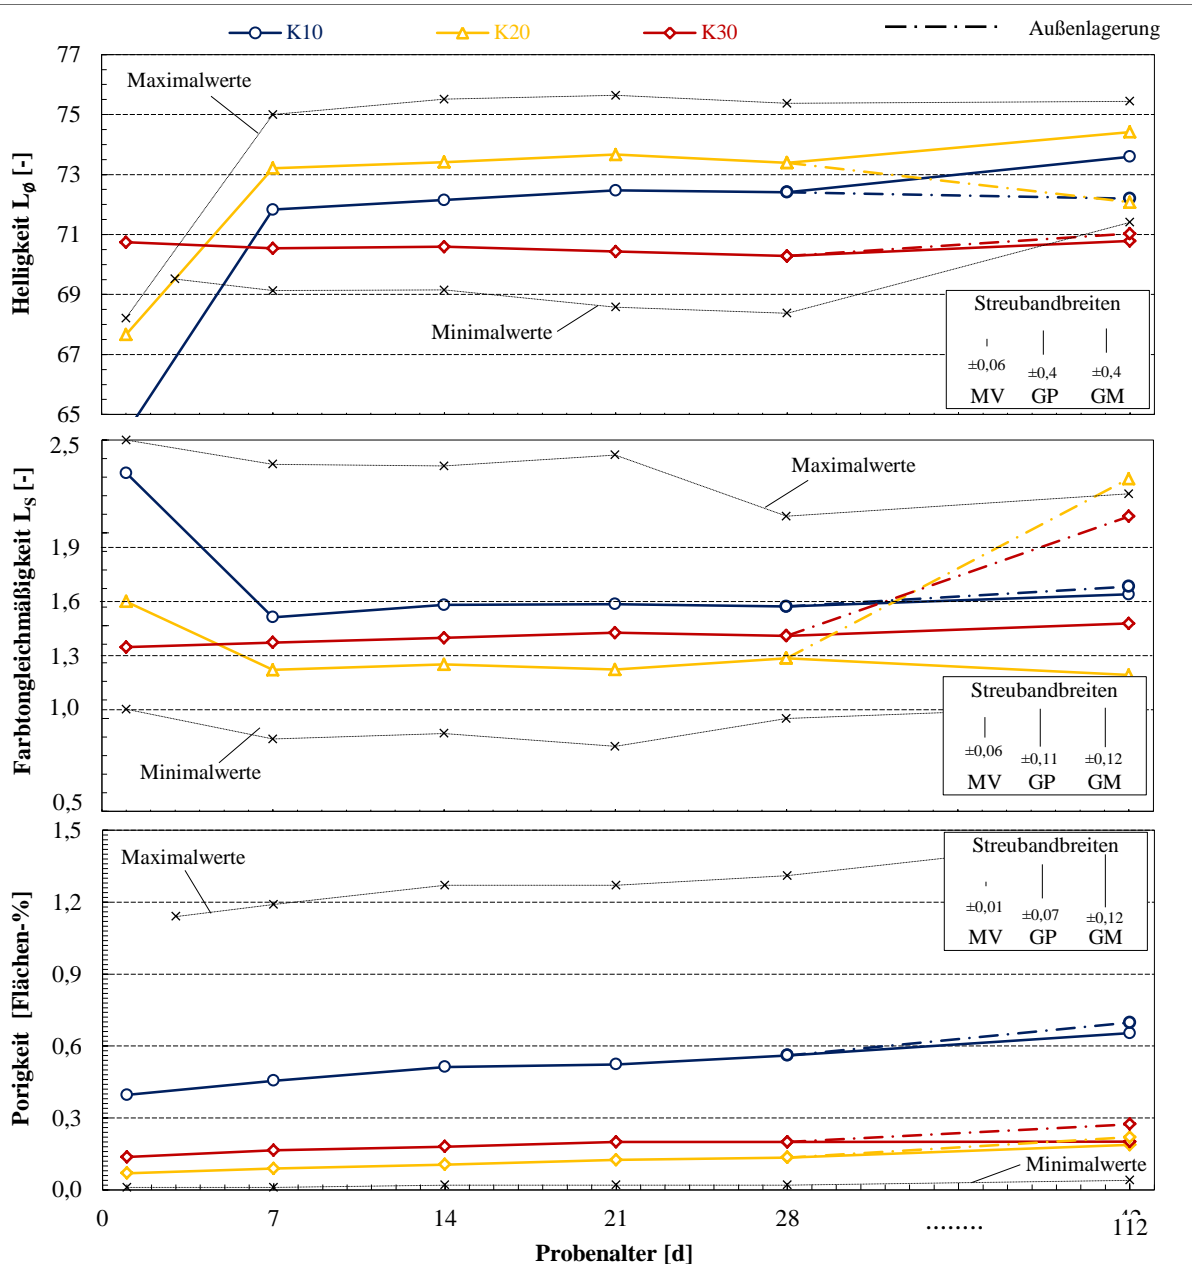 K10 K20 K30 Außenlagerung
Helligkeit Lø [-]
77
75
73
71
69
67
65
Maximalwerte
Minimalwerte
Streubandbreiten
±0,06 ±0,4 ±0,4
MV GP GM
Farbtongleichmäßigkeit LS [-]
2,5
1,9
1,6
1,3
1,0
0,5
Maximalwerte
Minimalwerte
Streubandbreiten
±0,06 ±0,11 ±0,12
MV GP GM
Porigkeit [Flächen-%]
1,5
1,2
0,9
0,6
0,3
0,0
Maximalwerte
Minimalwerte
Streubandbreiten
±0,01 ±0,07 ±0,12
MV GP GM
0 7 14 21 28 ........ 112
Probenalter [d]